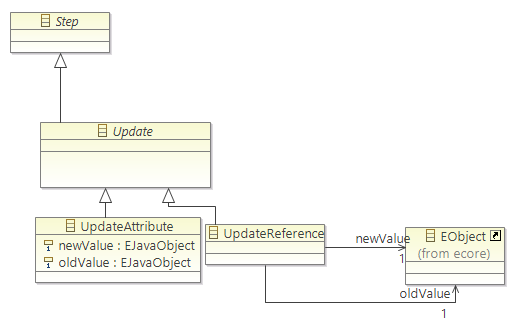 Step
Update
UpdateAttribute
newValue : EJavaObject
oldValue : EJavaObject
UpdateReference
newValue
1
EObject
(from ecore)
oldValue
1